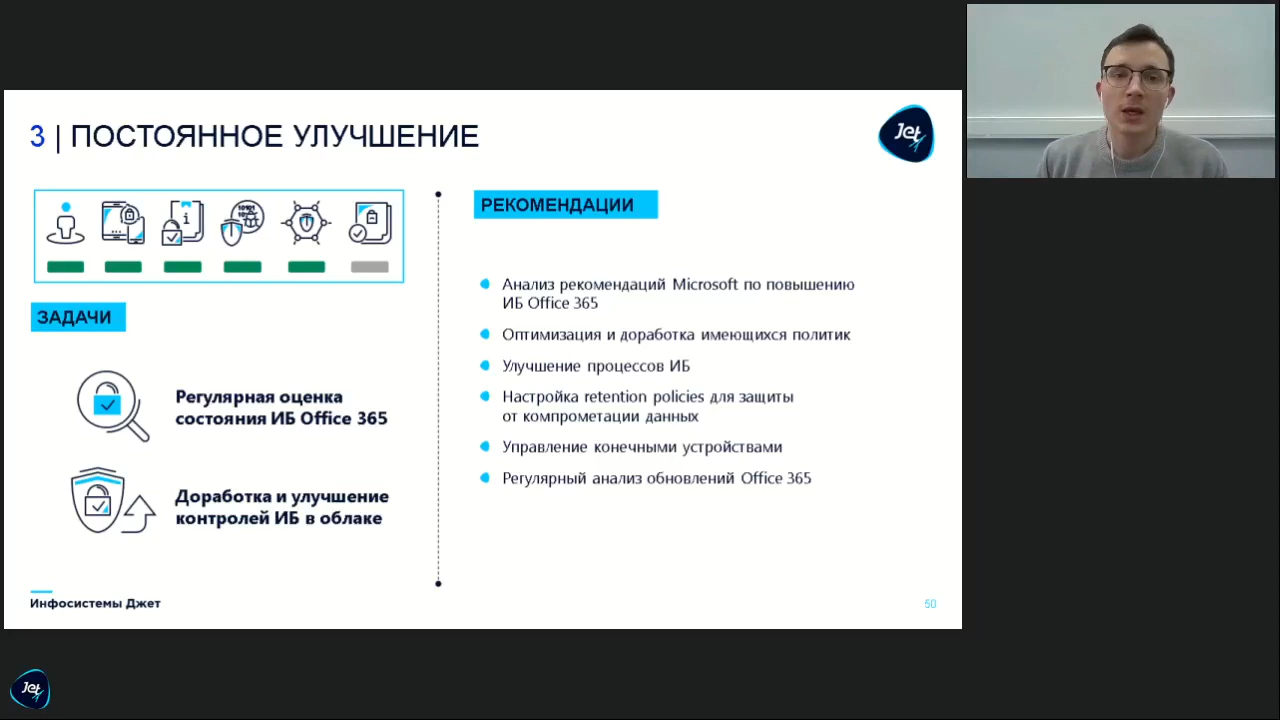 3 | ПОСТОЯННОЕ УЛУЧШЕНИЕ
Jet
ЗАДАЧИ
Регулярная оценка
состояния ИБ Office 365
Доработка и улучшение
контролей ИБ в облаке
РЕКОМЕНДАЦИИ
Анализ рекомендаций Microsoft по повышению
ИБ Office 365
Оптимизация и доработка имеющихся политик
Улучшение процессов ИБ
Настройка retention policies для защиты
от компрометации данных
Управление конечными устройствами
Регулярный анализ обновлений Office 365
Инфосистемы Джет
50
Jet